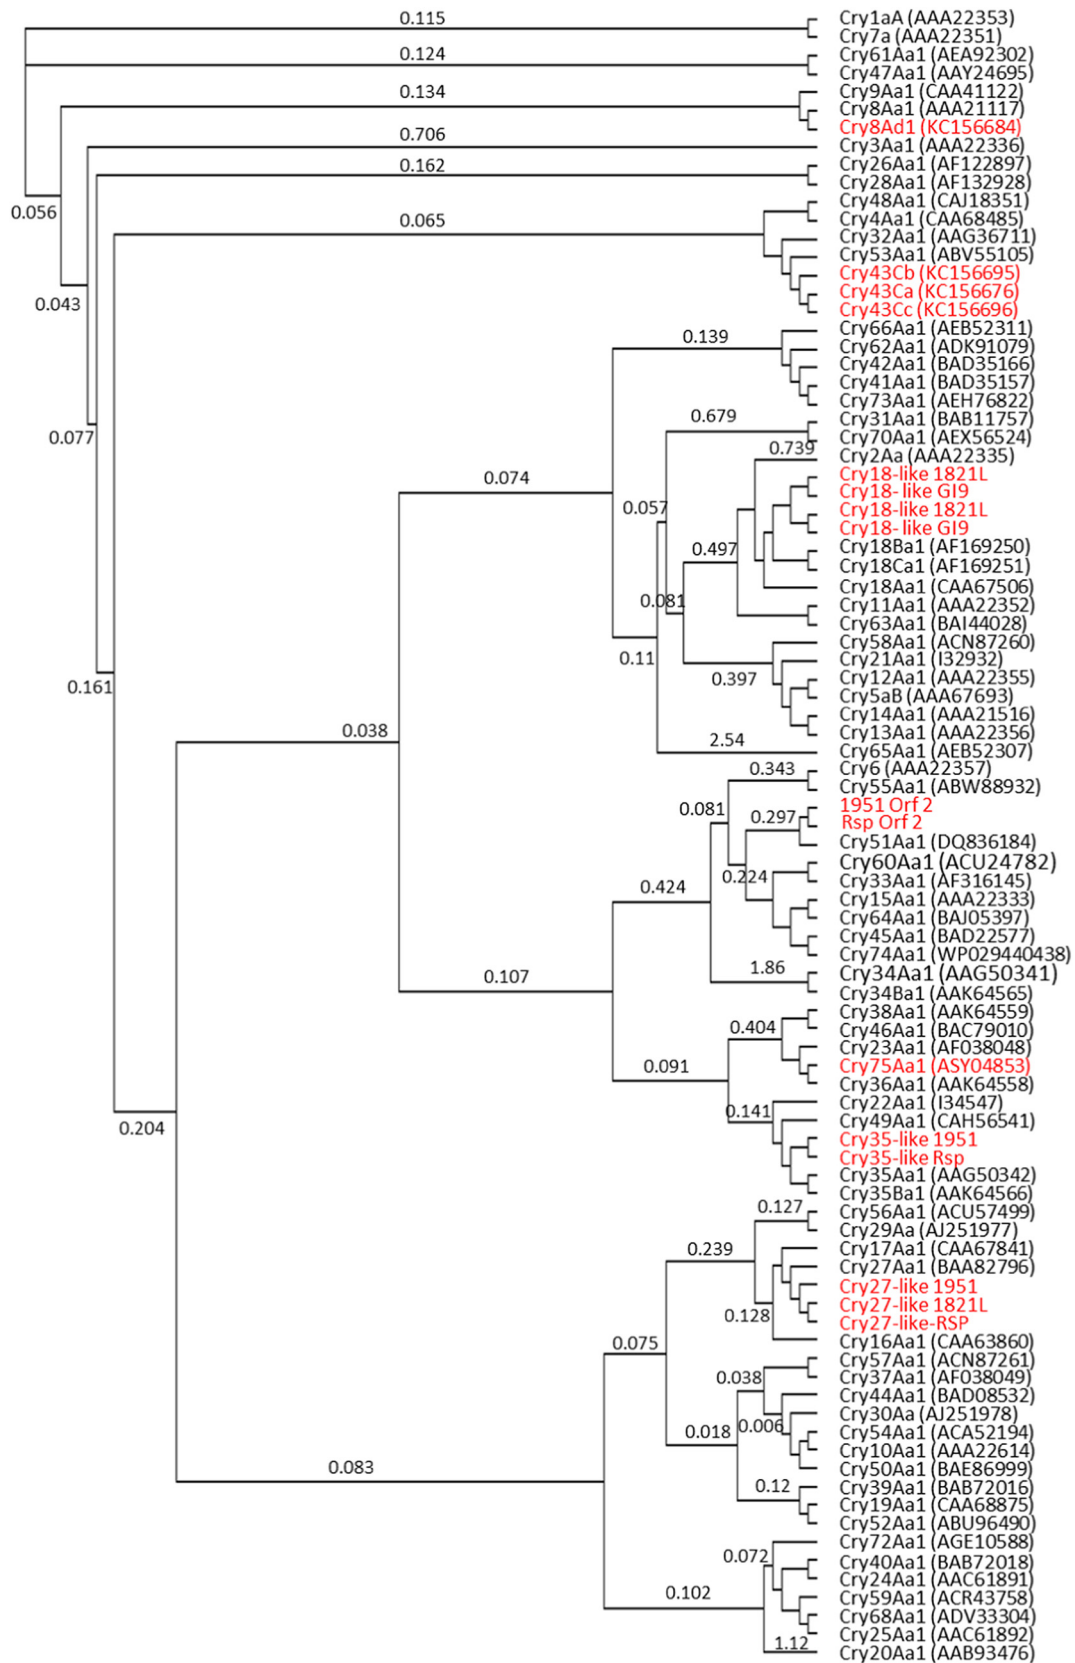 0.115
Cry1aA (AAA22353)
Cry7a (AAA22351)
0.124
Cry61Aa1 (AEA92302)
Cry47Aa1 (AAY24695)
0.134
Cry9Aa1 (CAA41122)
Cry8Aa1 (AAA21117)
Cry8Ad1 (KC156684)
0.706
Cry3Aa1 (AAA22336)
0.162
Cry26Aa1 (AF122897)
Cry28Aa1 (AF132928)
0.056
Cry48Aa1 (CAJ18351)
0.065
Cry4Aa1 (CAA68485)
Cry32Aa1 (AAG36711)
Cry53Aa1 (ABV55105)
Cry43Cb (KC156695)
Cry43Ca (KC156676)
0.043
Cry43Cc (KC156696)
0.139
Cry66Aa1 (AEB52311)
Cry62Aa1 (ADK91079)
Cry42Aa1 (BAD35166)
Cry41Aa1 (BAD35157)
Cry73Aa1 (AEH76822)
0.679
Cry31Aa1 (BAB11757)
0.077
Cry70Aa1 (AEX56524)
0.739
Cry2Aa (AAA22335)
0.074
Cry18-like 1821L
Cry18- like GI9
0.057
Cry18-like 1821L
Cry18- like GI9
0.497
Cry18Ba1 (AF169250)
Cry18Ca1 (AF169251)
Cry18Aa1 (CAA67506)
0.081
Cry11Aa1 (AAA22352)
Cry63Aa1 (BAI44028)
Cry58Aa1 (ACN87260)
0.11
Cry21Aa1 (I32932)
0.161
0.397
Cry12Aa1 (AAA22355)
Cry5aB (AAA67693)
Cry14Aa1 (AAA21516)
0.038
Cry13Aa1 (AAA22356)
2.54
Cry65Aa1 (AEB52307)
0.343
Cry6 (AAA22357)
Cry55Aa1 (ABW88932)
0.081
1951 Orf 2
0.297
Rsp Orf 2
Cry51Aa1 (DQ836184)
Cry60Aa1 (ACU24782)
0.424
0.224
Cry33Aa1 (AF316145)
Cry15Aa1 (AAA22333)
Cry64Aa1 (BAJ05397)
Cry45Aa1 (BAD22577)
Cry74Aa1 (WP029440438)
0.107
1.86
Cry34Aa1 (AAG50341)
Cry34Ba1 (AAK64565)
Cry38Aa1 (AAK64559)
0.404
Cry46Aa1 (BAC79010)
Cry23Aa1 (AF038048)
0.091
Cry75Aa1 (ASY04853)
Cry36Aa1 (AAK64558)
0.141
Cry22Aa1 (I34547)
0.204
Cry49Aa1 (CAH56541)
Cry35-like 1951
Cry35-like Rsp
Cry35Aa1 (AAG50342)
Cry35Ba1 (AAK64566)
0.127
Cry56Aa1 (ACU57499)
Cry29Aa (AJ251977)
0.239
Cry17Aa1 (CAA67841)
Cry27Aa1 (BAA82796)
Cry27-like 1951
Cry27-like 1821L
0.128
Cry27-like-RSP
0.075
Cry16Aa1 (CAA63860)
Cry57Aa1 (ACN87261)
0.038
Cry37Aa1 (AF038049)
Cry44Aa1 (BAD08532)
0.018
0.006
Cry30Aa (AJ251978)
Cry54Aa1 (ACA52194)
Cry10Aa1 (AAA22614)
0.083
Cry50Aa1 (BAE86999)
0.12
Cry39Aa1 (BAB72016)
Cry19Aa1 (CAA68875)
Cry52Aa1 (ABU96490)
Cry72Aa1 (AGE10588)
0.072
Cry40Aa1 (BAB72018)
Cry24Aa1 (AAC61891)
0.102
Cry59Aa1 (ACR43758)
Cry68Aa1 (ADV33304)
Cry25Aa1 (AAC61892)
1.12
Cry20Aa1 (AAB93476)